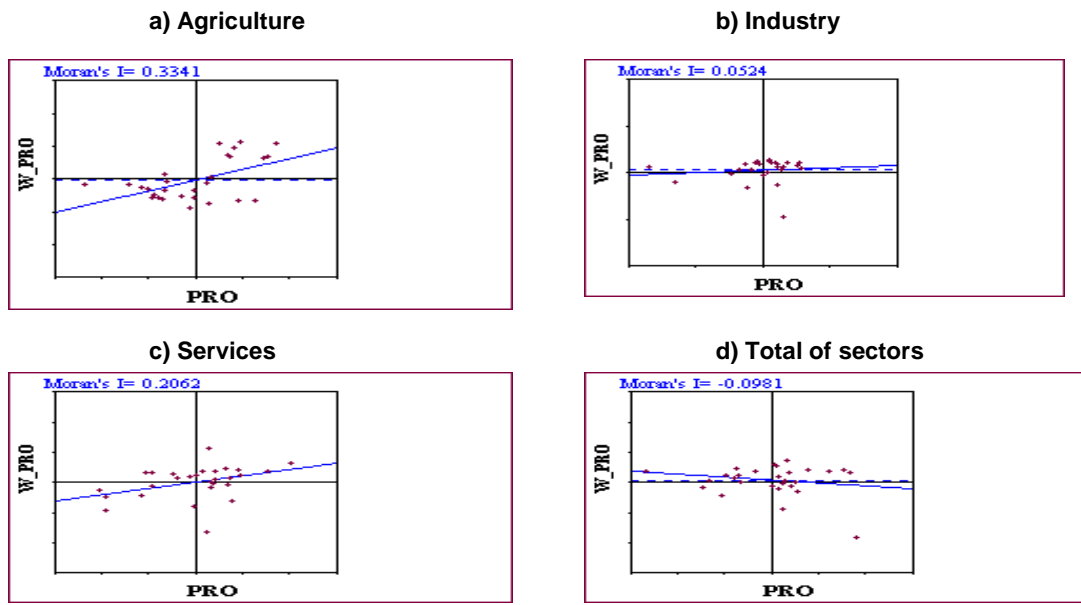 a) Agriculture
b) Industry
Moran's I= 0.3341
W_PRO
PRO
Moran's I= 0.0524
W_PRO
PRO
c) Services
d) Total of sectors
Moran's I= 0.2062
W_PRO
PRO
Moran's I= -0.0981
W_PRO
PRO